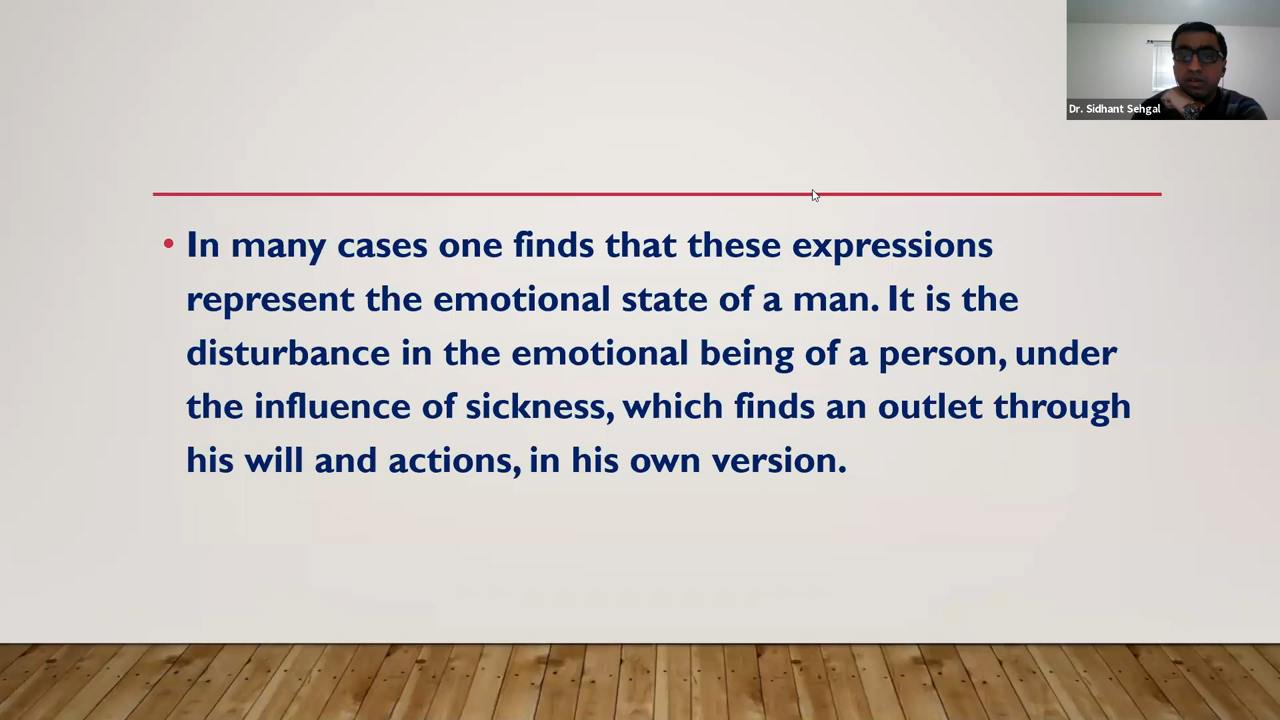 Dr. Sidhant Sehgal
• In many cases one finds that these expressions
represent the emotional state of a man. It is the
disturbance in the emotional being of a person, under
the influence of sickness, which finds an outlet through
his will and actions, in his own version.